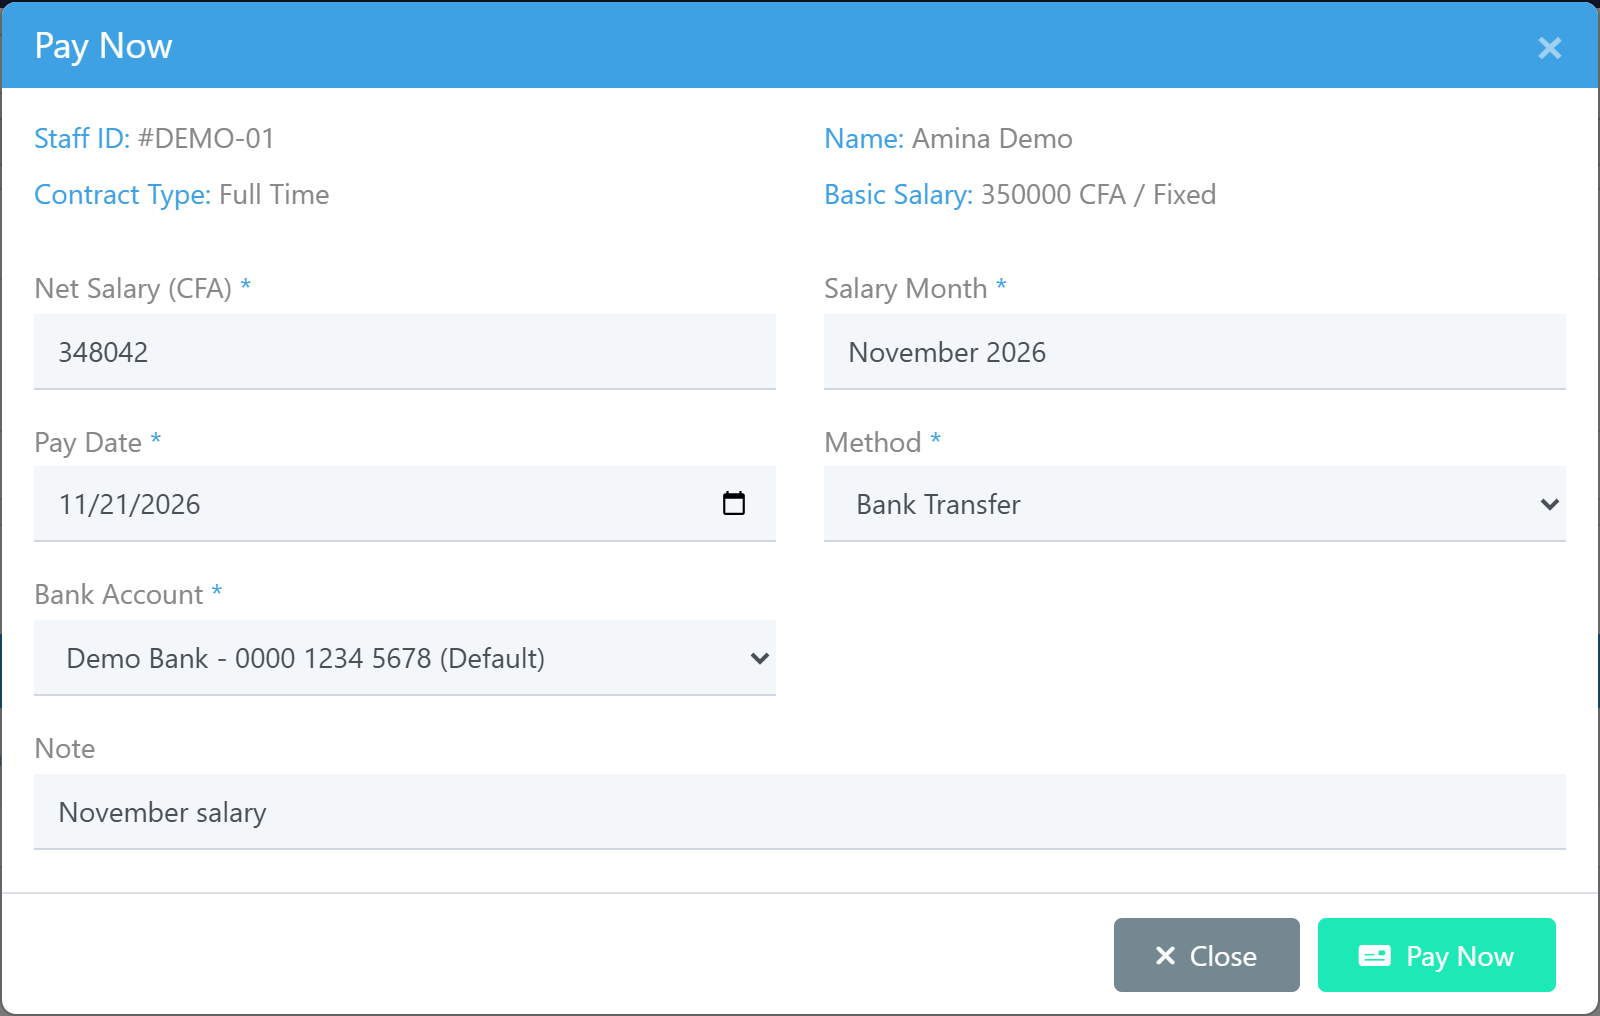 Pay Now
Staff ID: #DEMO-01
Name: Amina Demo
Contract Type: Full Time
Basic Salary: 350000 CFA / Fixed
Net Salary (CFA) *
348042
Salary Month *
November 2026
Pay Date *
11/21/2026
Method *
Bank Transfer
Bank Account *
Demo Bank - 0000 1234 5678 (Default)
Note
November salary
Close
Pay Now